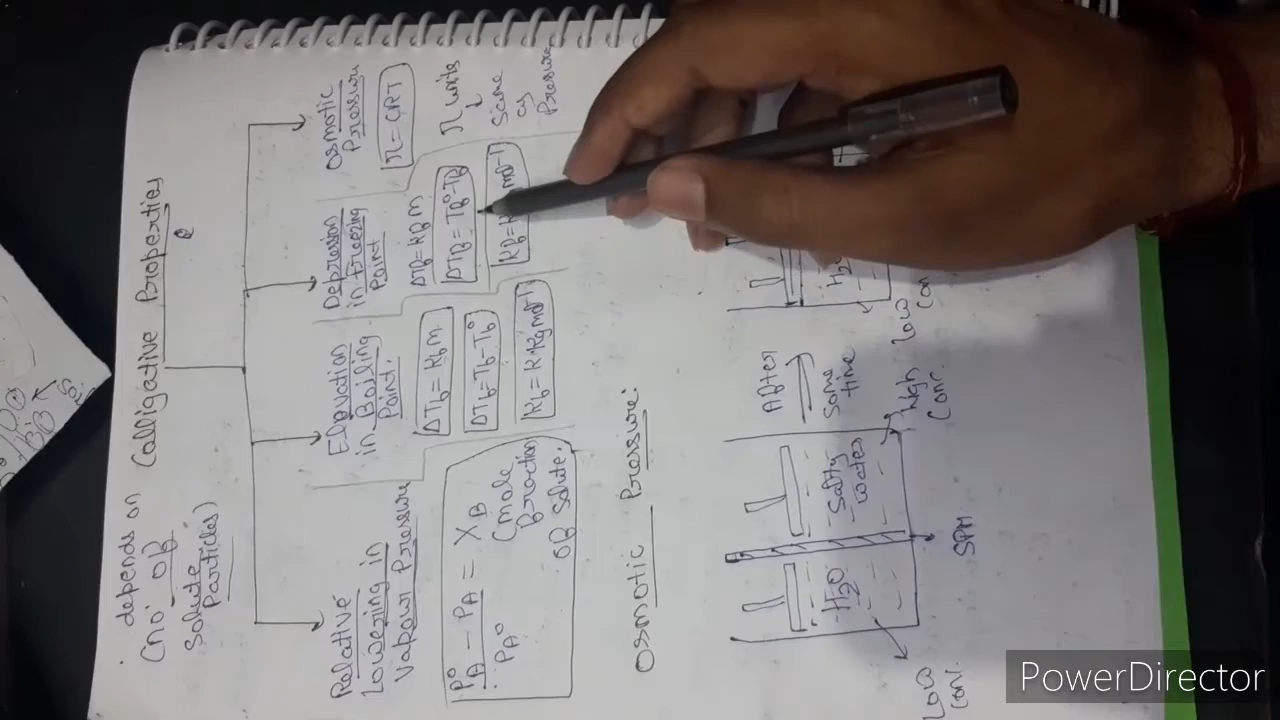 depends on
(no. of
solute
Particles)
Calligative Properties
Relative
Lowering in
Vapour Pressure
P°A - PA = XB
PA°
(mole
fraction
of solute.
Elevation
in Boiling
Point.
ΔTb = Kb m
ΔTb = Tb - Tb°
Kb = K Kg mol-1
Depression
in freezing
Point
ΔTf = Kf m
ΔTf = Tf° - Tf
Osmotic
Pressure
π = CRT
π units
↓
Same
as
Pressure
Osmotic Pressure:
H2O
Salty
water
SPM
Low
Conc.
High
Conc.
After
Some
time
Low
PowerDirector